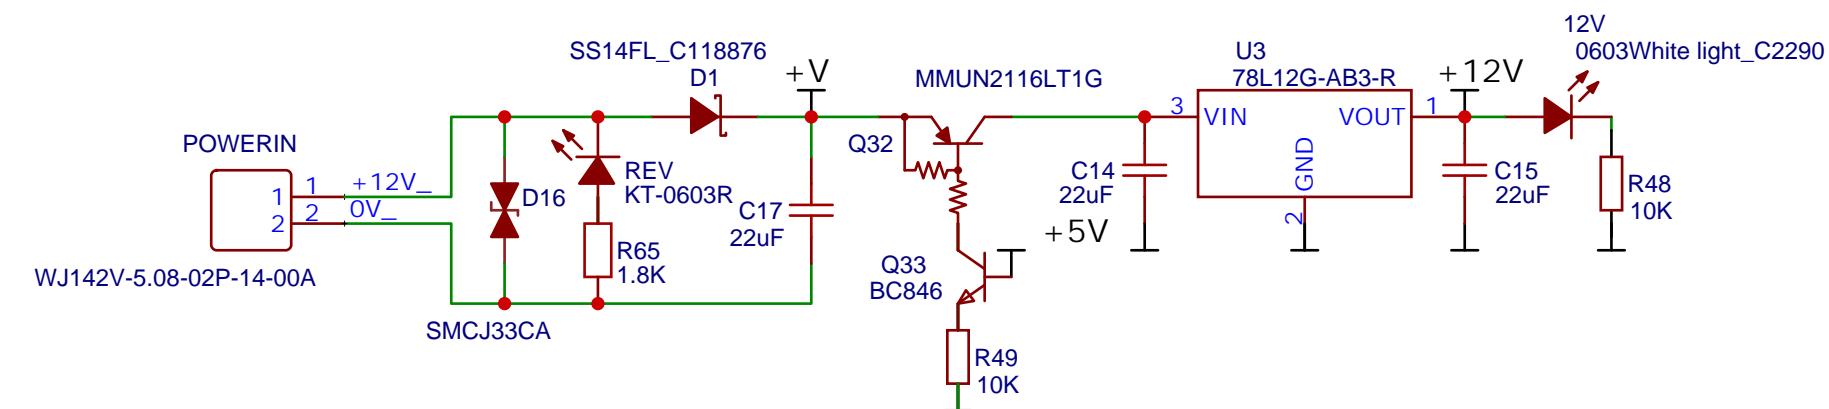 12V
SS14FL_C118876
U3
0603White light_C2290
D1
+V
MMUN2116LT1G
78L12G-AB3-R
+12V
3
VIN
VOUT
1
POWERIN
Q32
REV
C14
GND
C15
1
1
+12V_
D16
KT-0603R
22uF
22uF
R48
2
2
0V_
C17
10K
22uF
2
+5V
R65
Q33
WJ142V-5.08-02P-14-00A
1.8K
BC846
SMCJ33CA
R49
10K